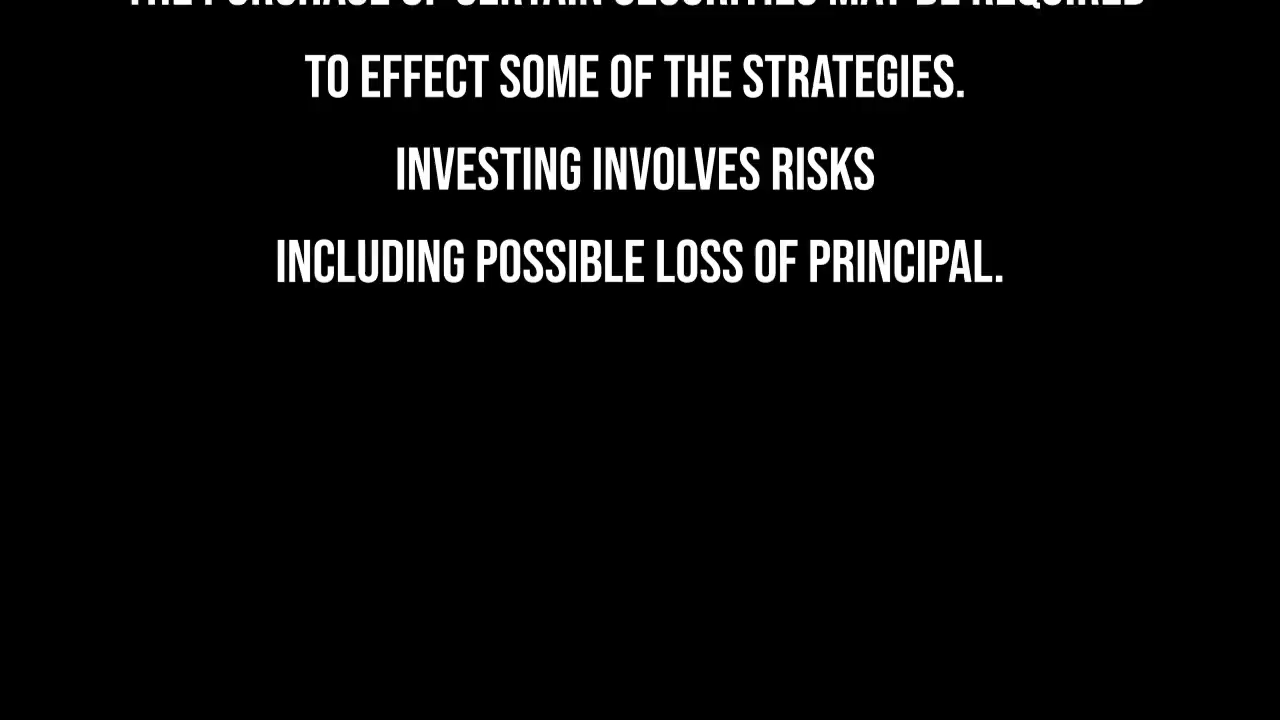 THE PURCHASE OF CERTAIN SECURITIES MAY BE REQUIRED
TO EFFECT SOME OF THE STRATEGIES.
INVESTING INVOLVES RISKS
INCLUDING POSSIBLE LOSS OF PRINCIPAL.